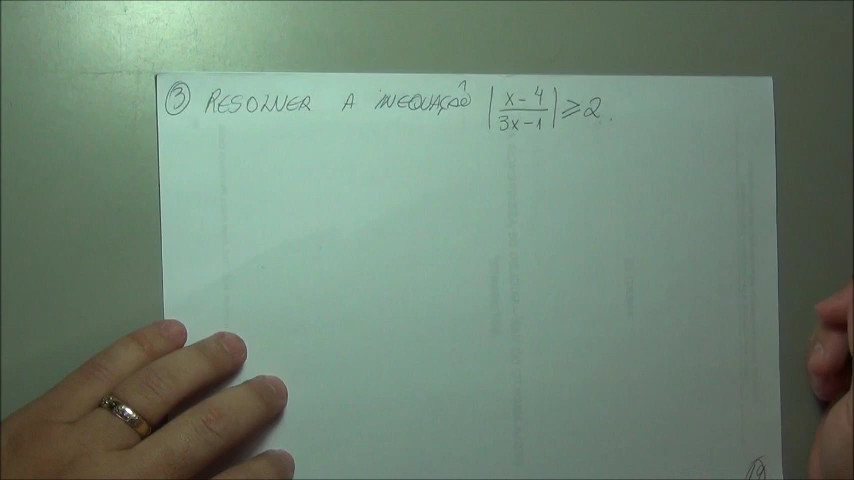 ③ RESOLVER A INEQUAÇÃO |x-4/3x-1| ≥ 2.